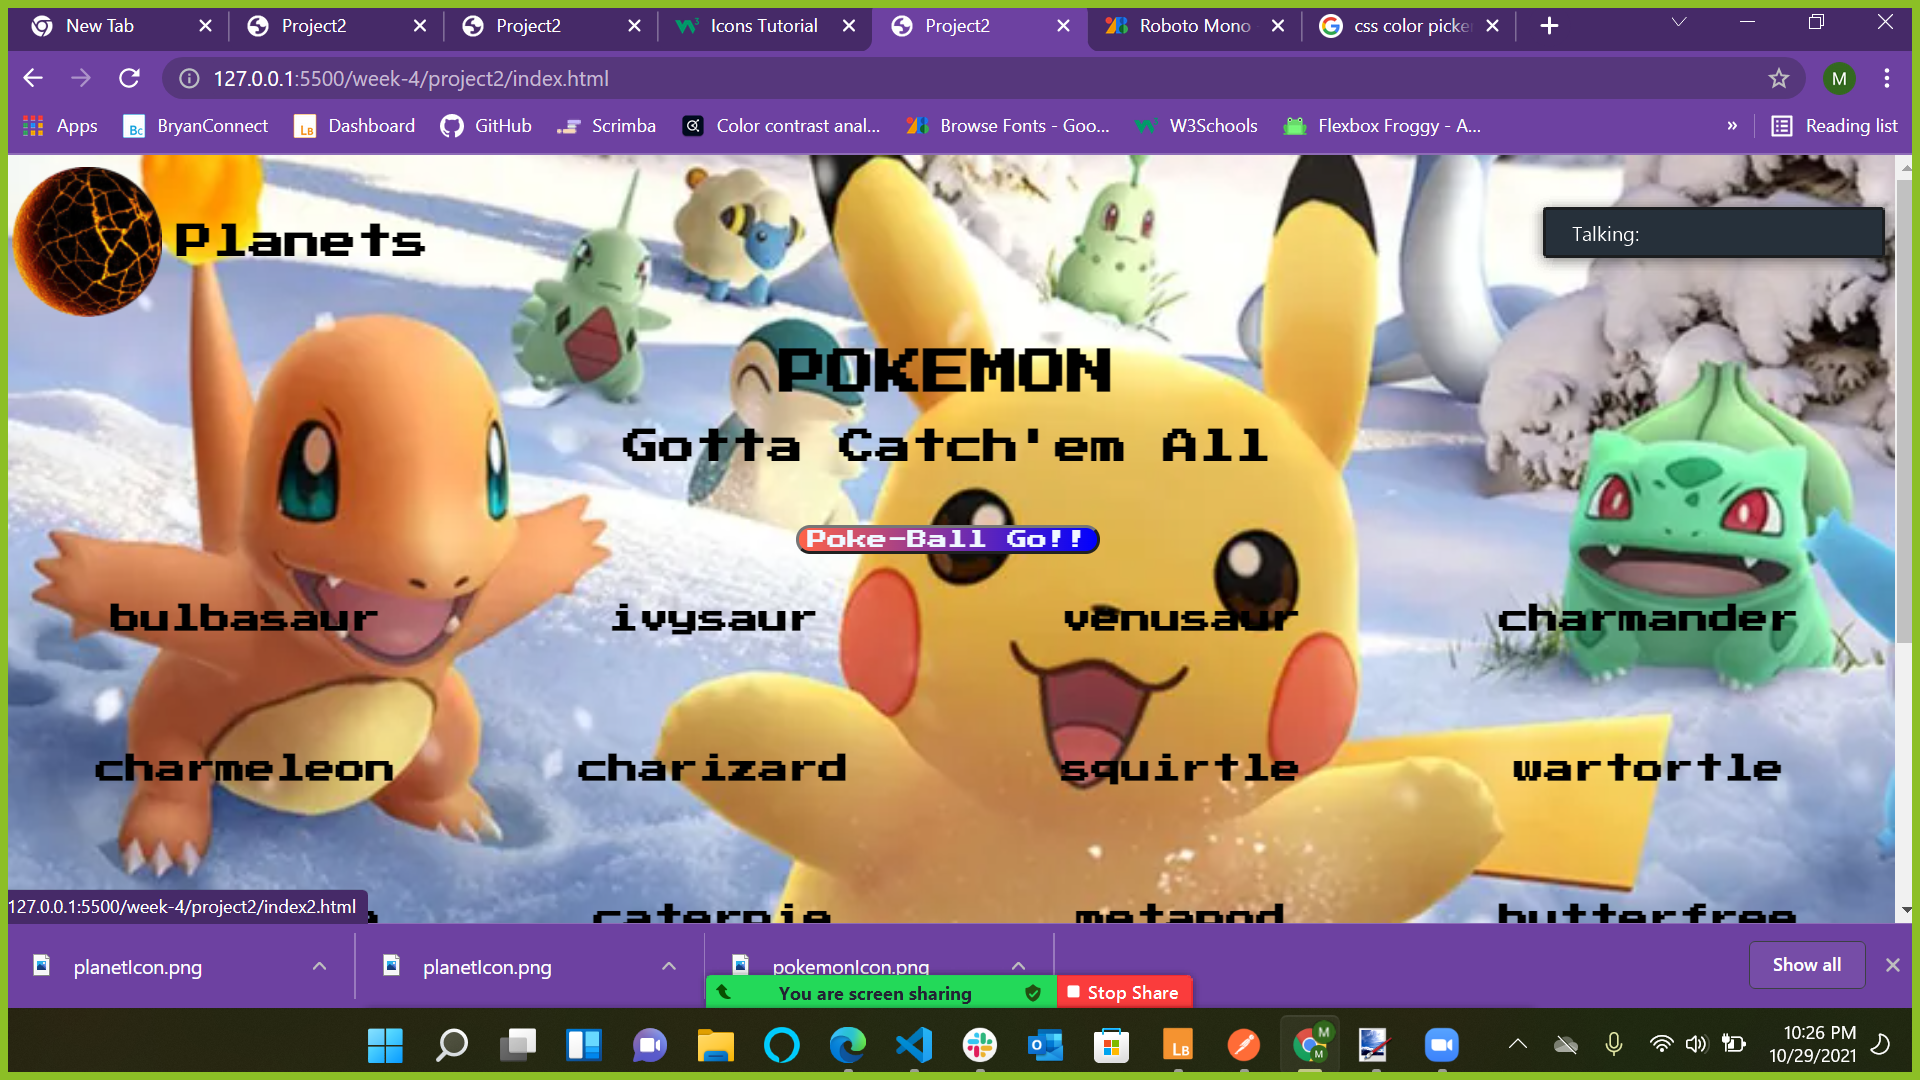 New Tab
Project2
Project2
Icons Tutorial
Project2
Roboto Mono
css color picke
127.0.0.1:5500/week-4/project2/index.html
M
Apps
BryanConnect
Dashboard
GitHub
Scrimba
Color contrast anal...
Browse Fonts - Goo...
W3Schools
Flexbox Froggy - A...
»
Reading list
Planets
Talking:
POKEMON
Gotta Catch'em All
Poke-Ball Go!!
bulbasaur
ivysaur
venusaur
charmander
charmeleon
charizard
squirtle
wartortle
127.0.0.1:5500/week-4/project2/index2.html
caterpie
metapod
butterfree
planetIcon.png
planetIcon.png
pokemonIcon.png
Show all
You are screen sharing
Stop Share
10:26 PM
10/29/2021